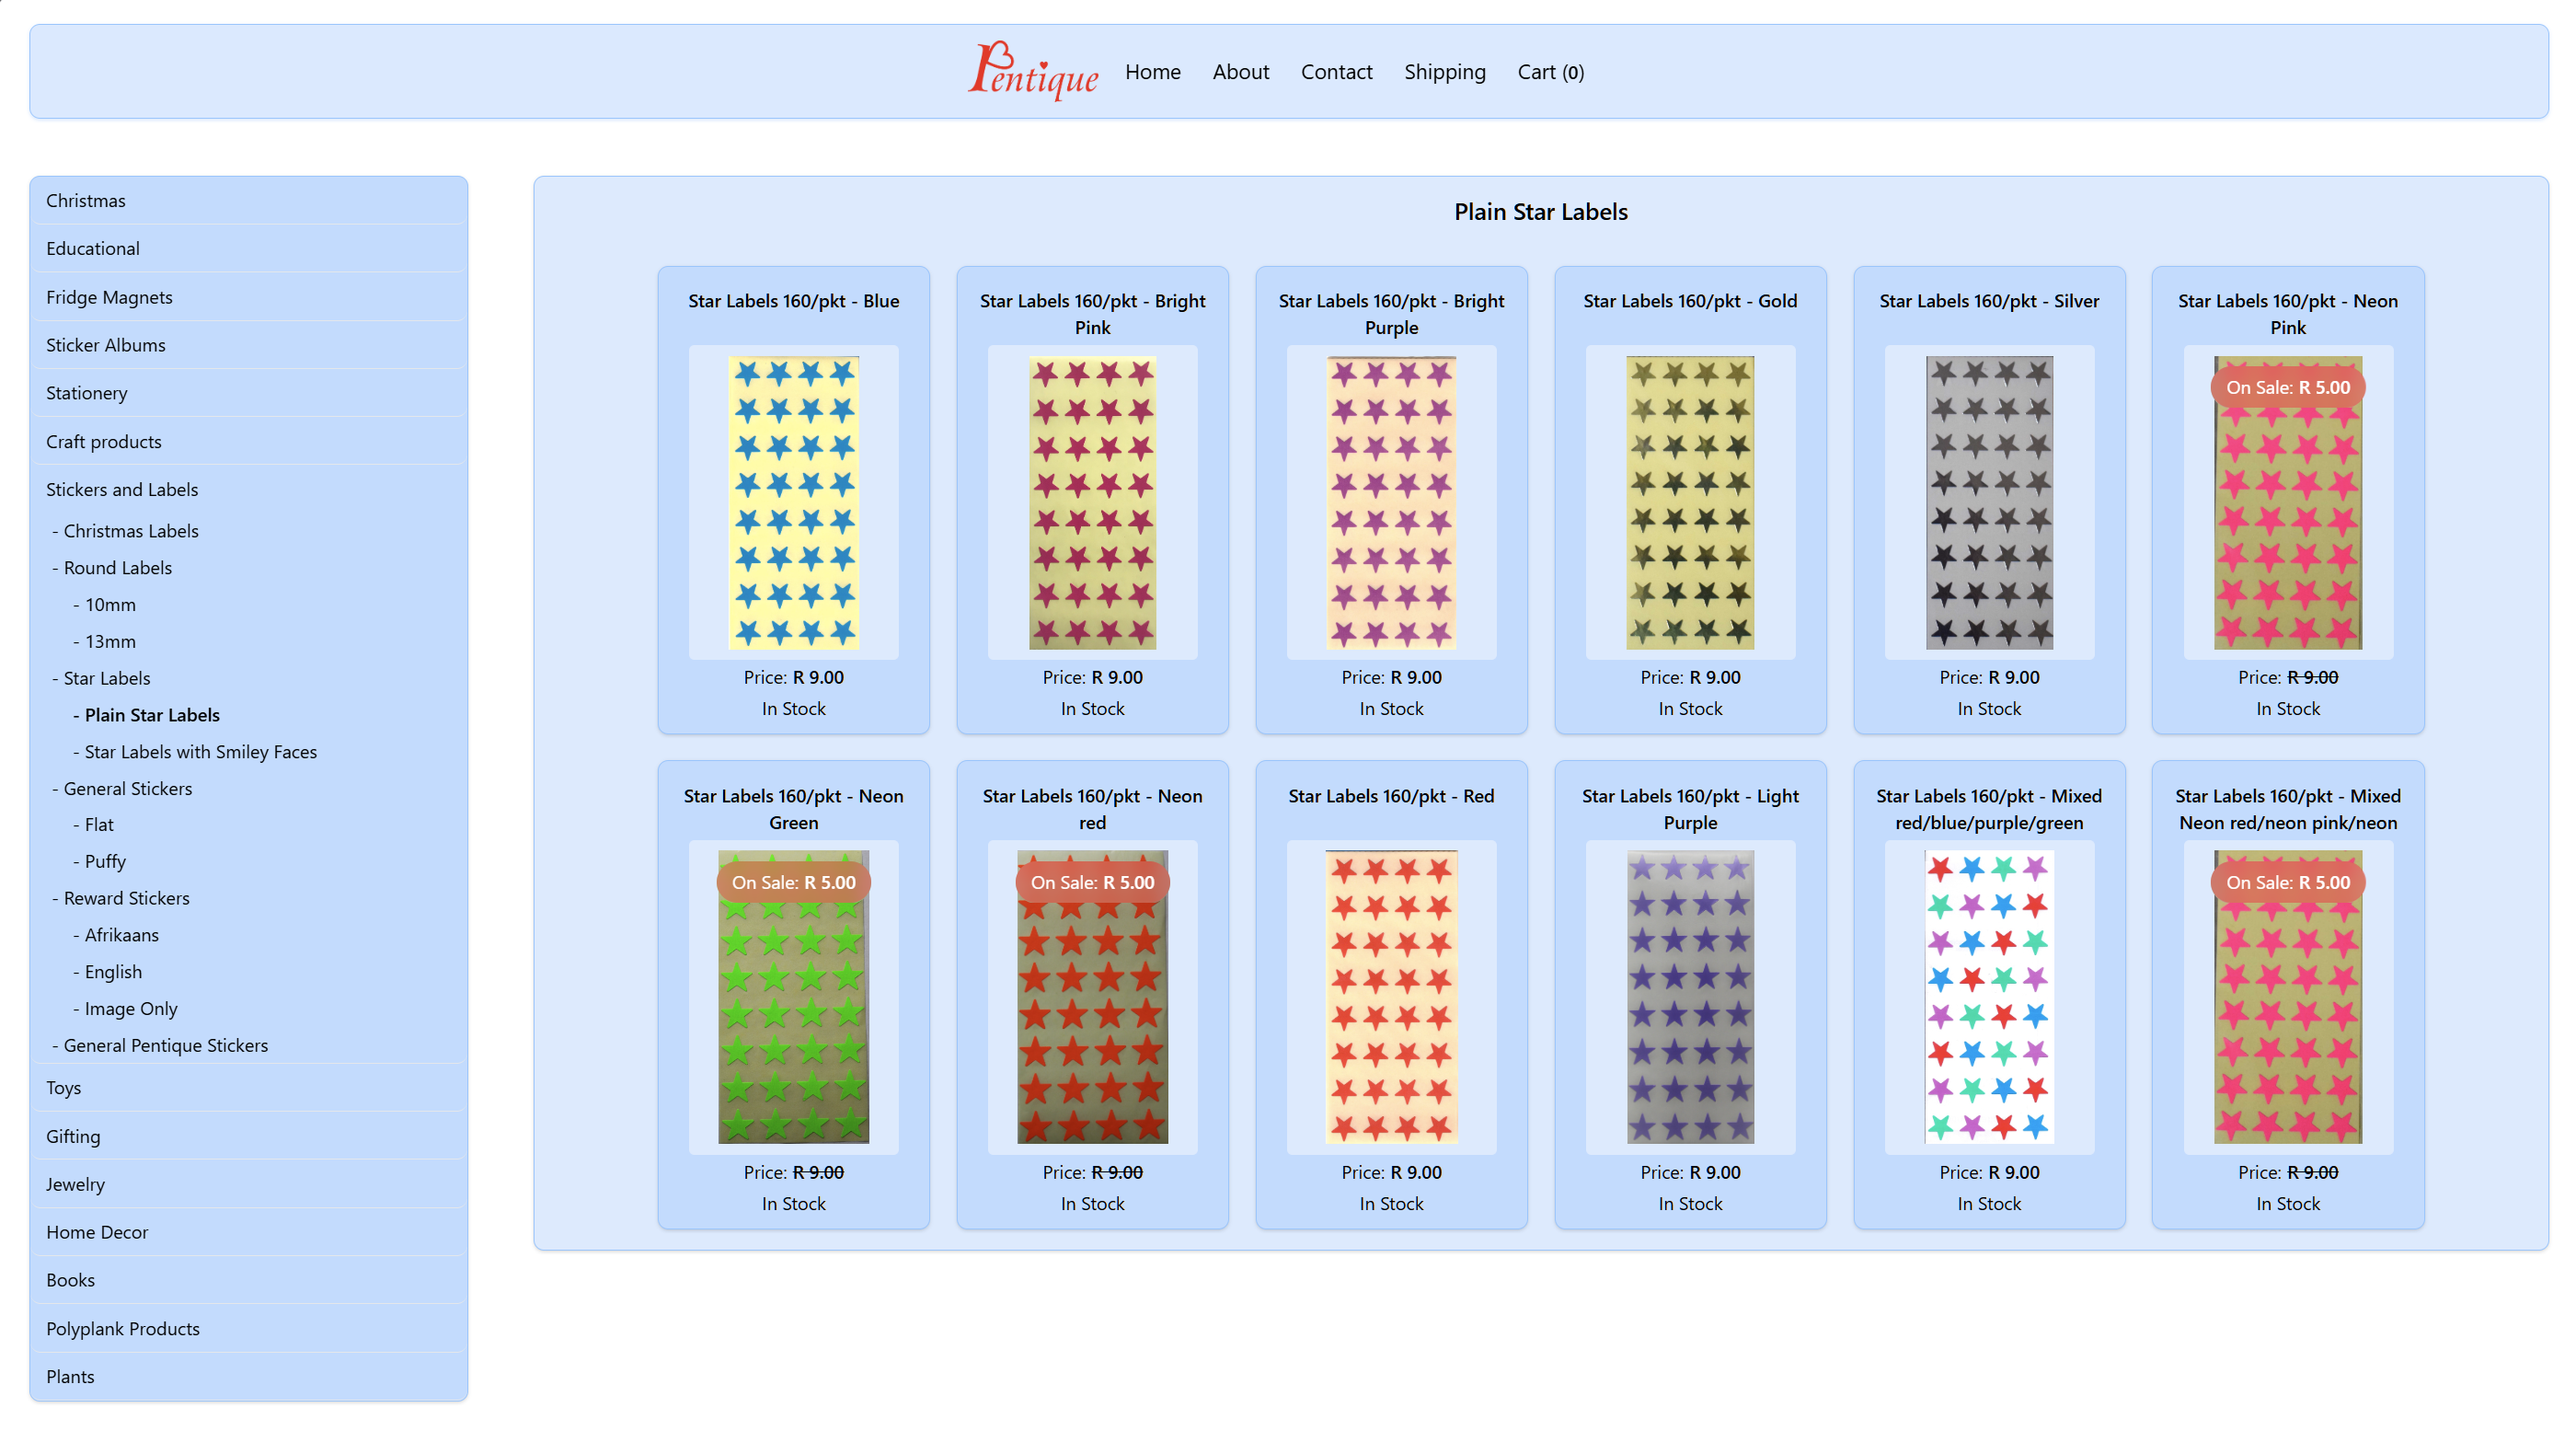 Pentique
Home
About
Contact
Shipping
Cart (0)
Christmas
Educational
Fridge Magnets
Sticker Albums
Stationery
Craft products
Stickers and Labels
- Christmas Labels
- Round Labels
- 10mm
- 13mm
- Star Labels
- Plain Star Labels
- Star Labels with Smiley Faces
- General Stickers
- Flat
- Puffy
- Reward Stickers
- Afrikaans
- English
- Image Only
- General Pentique Stickers
Toys
Gifting
Jewelry
Home Decor
Books
Polyplank Products
Plants
Plain Star Labels
Star Labels 160/pkt - Blue
Price: R 9.00
In Stock
Star Labels 160/pkt - Bright
Pink
Price: R 9.00
In Stock
Star Labels 160/pkt - Bright
Purple
Price: R 9.00
In Stock
Star Labels 160/pkt - Gold
Price: R 9.00
In Stock
Star Labels 160/pkt - Silver
Price: R 9.00
In Stock
Star Labels 160/pkt - Neon
Pink
On Sale: R 5.00
Price: R 9.00
In Stock
Star Labels 160/pkt - Neon
Green
On Sale: R 5.00
Price: R 9.00
In Stock
Star Labels 160/pkt - Neon
red
On Sale: R 5.00
Price: R 9.00
In Stock
Star Labels 160/pkt - Red
Price: R 9.00
In Stock
Star Labels 160/pkt - Light
Purple
Price: R 9.00
In Stock
Star Labels 160/pkt - Mixed
red/blue/purple/green
Price: R 9.00
In Stock
Star Labels 160/pkt - Mixed
Neon red/neon pink/neon
On Sale: R 5.00
Price: R 9.00
In Stock